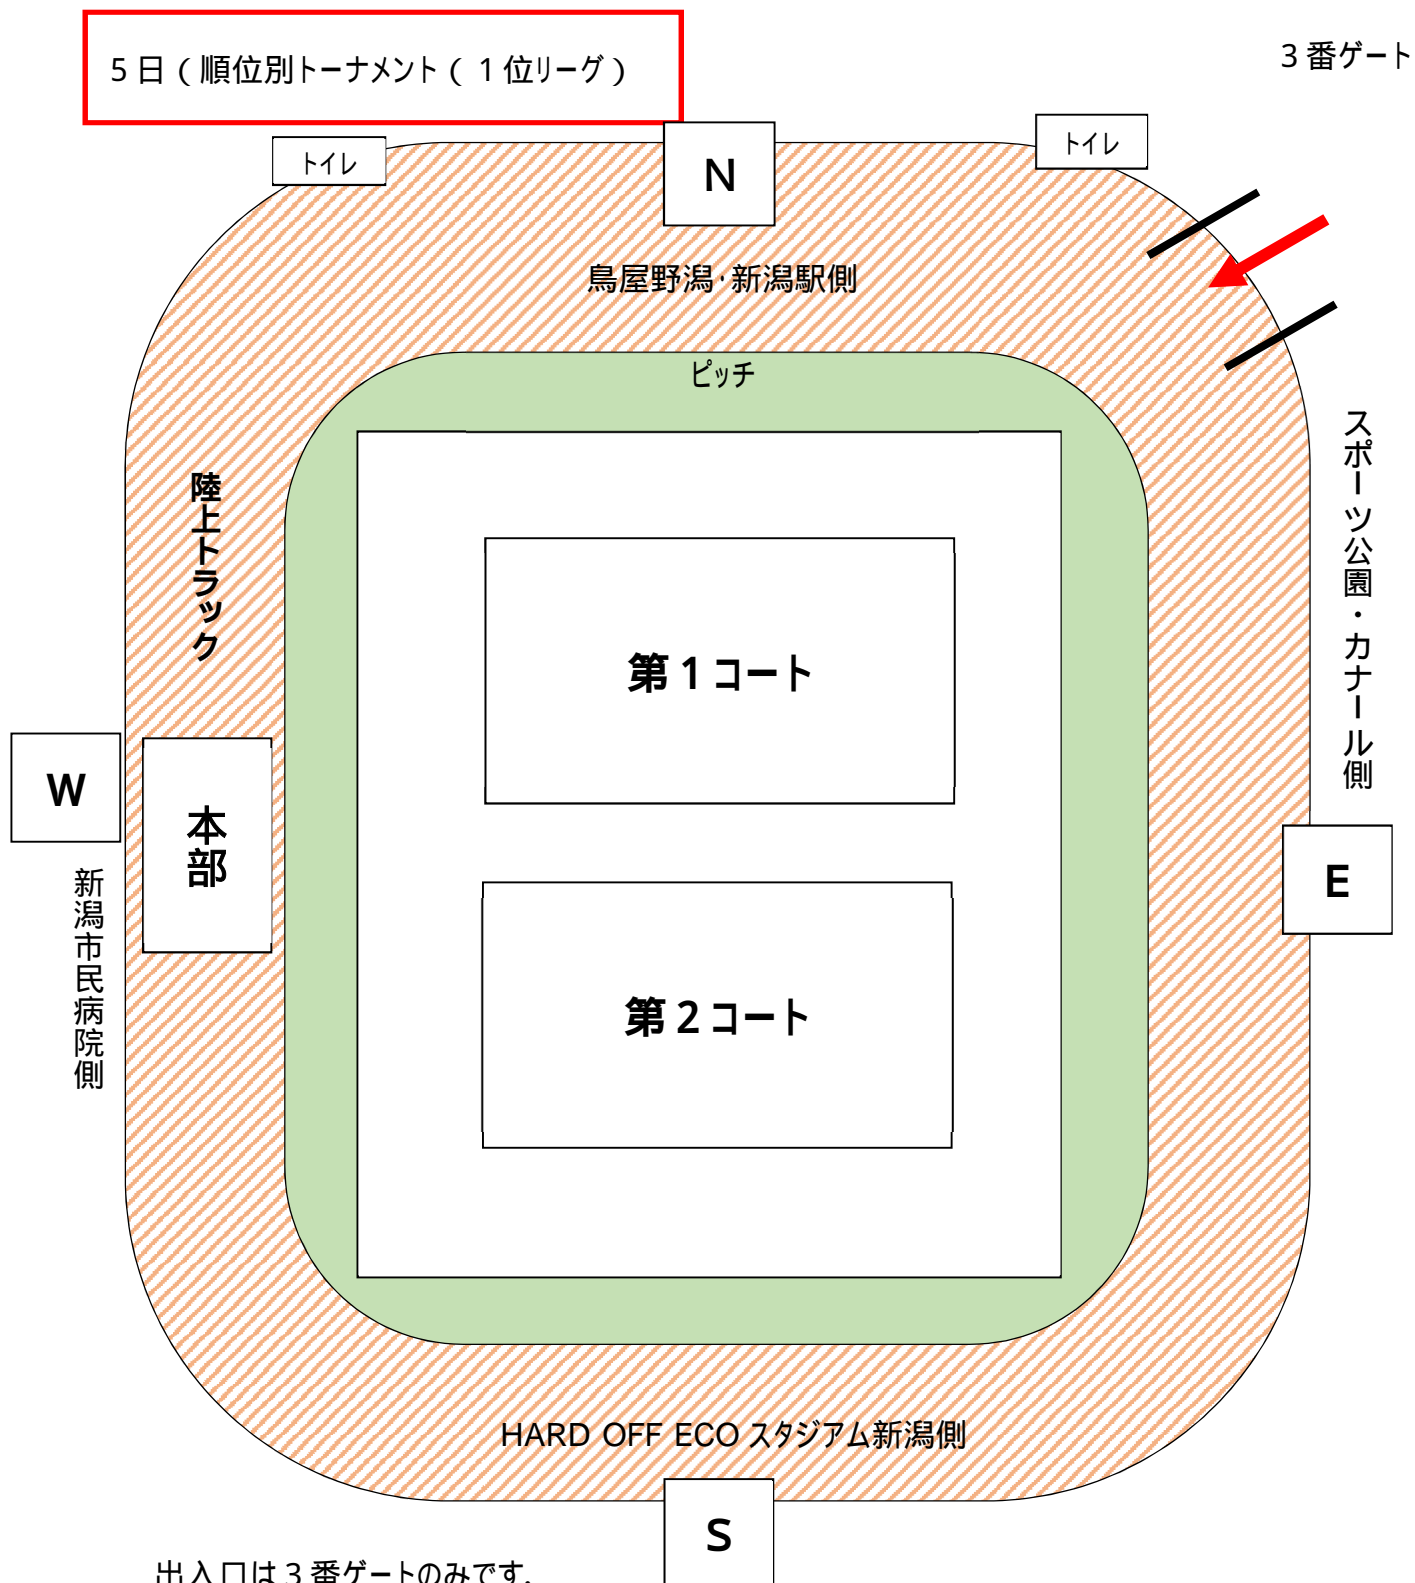 5日(順位別トーナメント(1位リーグ)
3番ゲート
トイレ
N
トイレ
鳥屋野潟・新潟駅側
ピッチ
陸上トラック
スポーツ公園・カナール側
第1コート
W
本部
E
新潟市民病院側
第2コート
HARD OFF ECOスタジアム新潟側
S
出入口は3番ゲートのみです.